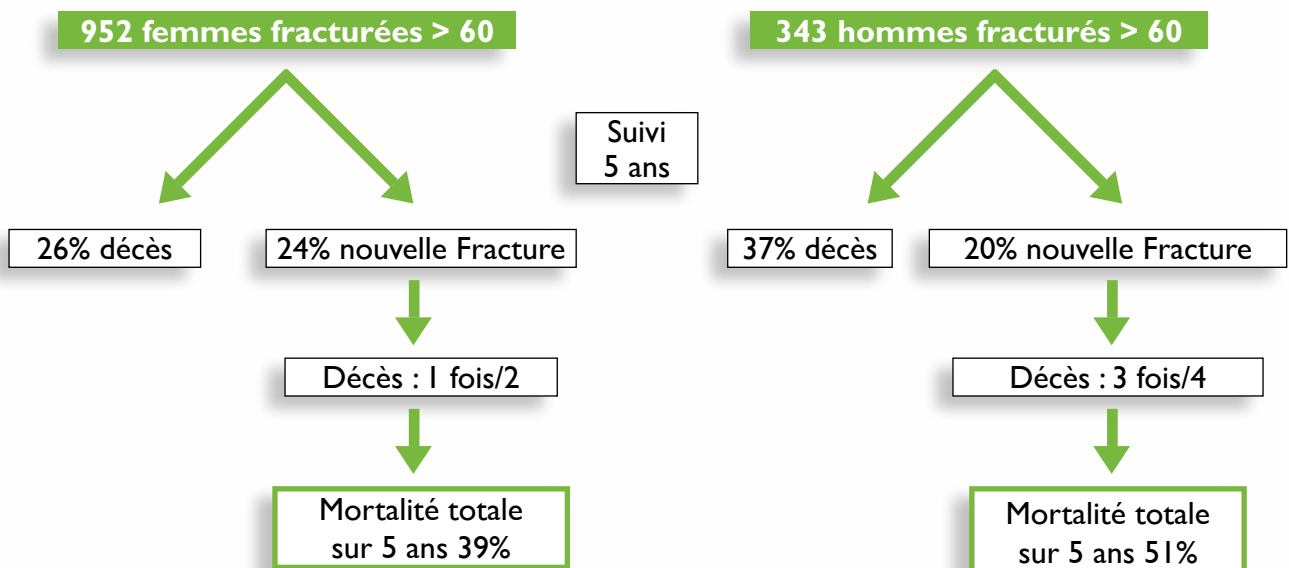 952 femmes fracturées > 60
343 hommes fracturés > 60
Suivi
5 ans
26% décès
24% nouvelle Fracture
37% décès
20% nouvelle Fracture
Décès : 1 fois/2
Décès : 3 fois/4
Mortalité totale
sur 5 ans 39%
Mortalité totale
sur 5 ans 51%